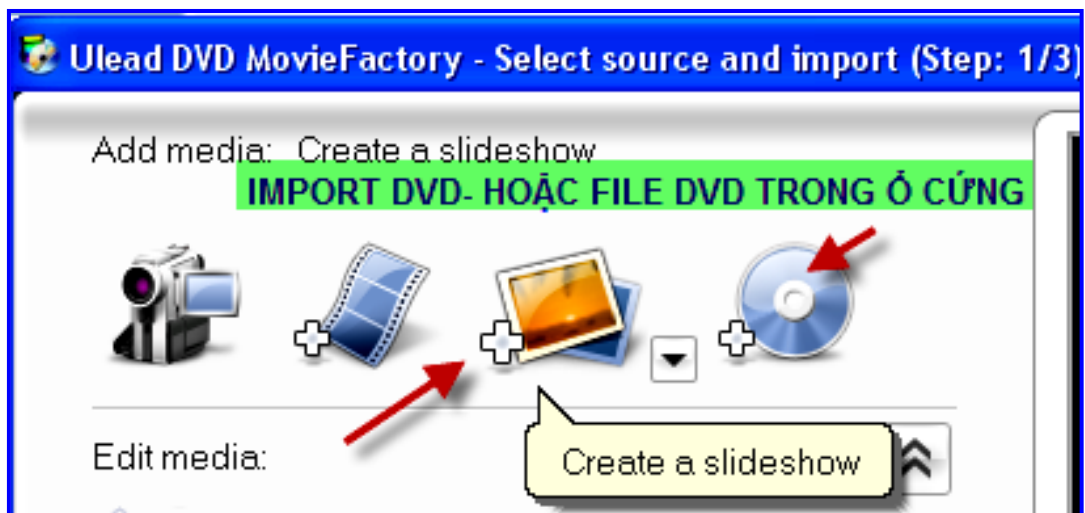 Ulead DVD MovieFactory - Select source and import (Step: 1/3)
Add media: Create a slideshow
IMPORT DVD- HOẶC FILE DVD TRONG Ổ CỨNG
Edit media:
Create a slideshow